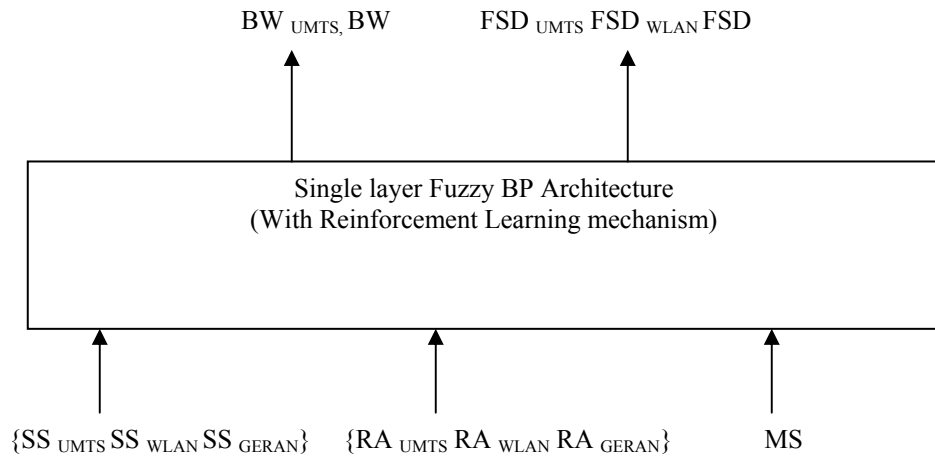 BW UMTS, BW FSD UMTS FSD WLAN FSD
Single layer Fuzzy BP Architecture
(With Reinforcement Learning mechanism)
{SS UMTS SS WLAN SS GERAN} {RA UMTS RA WLAN RA GERAN} MS